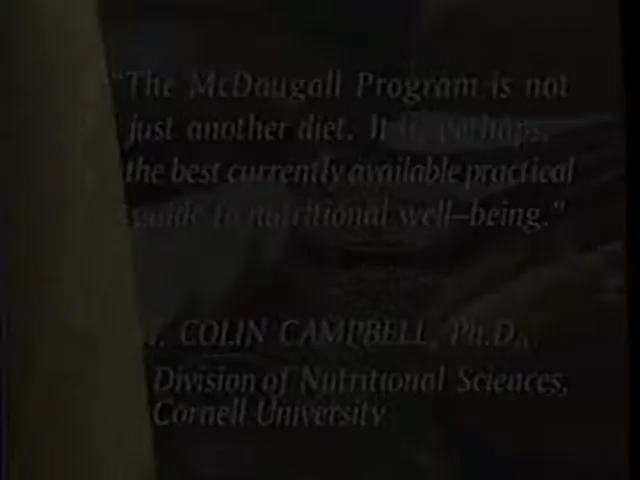 "The McDougall Program is not
just another diet. It is, perhaps,
the best currently available practical
guide to nutritional well–being."
T. COLIN CAMPBELL, Ph.D.,
Division of Nutritional Sciences,
Cornell University